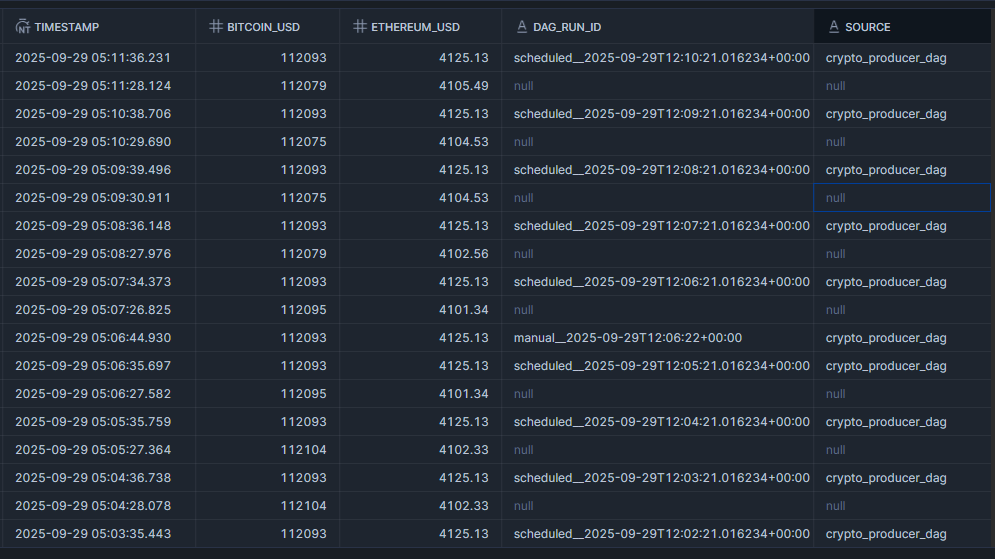 TIMESTAMP BITCOIN_USD ETHEREUM_USD DAG_RUN_ID SOURCE
2025-09-29 05:11:36.231 112093 4125.13 scheduled__2025-09-29T12:10:21.016234+00:00 crypto_producer_dag
2025-09-29 05:11:28.124 112079 4105.49 null null
2025-09-29 05:10:38.706 112093 4125.13 scheduled__2025-09-29T12:09:21.016234+00:00 crypto_producer_dag
2025-09-29 05:10:29.690 112075 4104.53 null null
2025-09-29 05:09:39.496 112093 4125.13 scheduled__2025-09-29T12:08:21.016234+00:00 crypto_producer_dag
2025-09-29 05:09:30.911 112075 4104.53 null null
2025-09-29 05:08:36.148 112093 4125.13 scheduled__2025-09-29T12:07:21.016234+00:00 crypto_producer_dag
2025-09-29 05:08:27.976 112079 4102.56 null null
2025-09-29 05:07:34.373 112093 4125.13 scheduled__2025-09-29T12:06:21.016234+00:00 crypto_producer_dag
2025-09-29 05:07:26.825 112095 4101.34 null null
2025-09-29 05:06:44.930 112093 4125.13 manual__2025-09-29T12:06:22+00:00 crypto_producer_dag
2025-09-29 05:06:35.697 112093 4125.13 scheduled__2025-09-29T12:05:21.016234+00:00 crypto_producer_dag
2025-09-29 05:06:27.582 112095 4101.34 null null
2025-09-29 05:05:35.759 112093 4125.13 scheduled__2025-09-29T12:04:21.016234+00:00 crypto_producer_dag
2025-09-29 05:05:27.364 112104 4102.33 null null
2025-09-29 05:04:36.738 112093 4125.13 scheduled__2025-09-29T12:03:21.016234+00:00 crypto_producer_dag
2025-09-29 05:04:28.078 112104 4102.33 null null
2025-09-29 05:03:35.443 112093 4125.13 scheduled__2025-09-29T12:02:21.016234+00:00 crypto_producer_dag